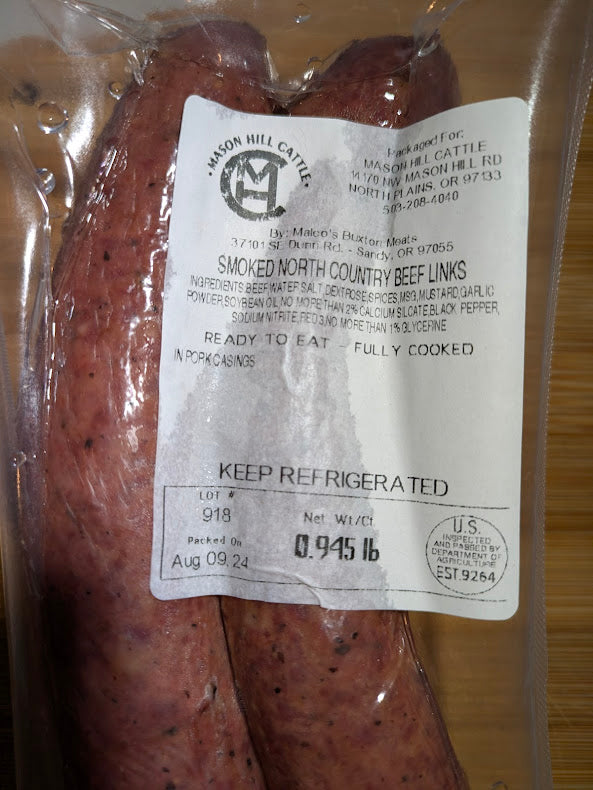 MASON HILL CATTLE
CMH
Packaged For:
MASON HILL CATTLE
14170 NW MASON HILL RD
NORTH PLAINS, OR 97133
503-208-4040
By: Malco's Buxton Meats
37101 SE Dunn Rd. - Sandy, OR 97055
SMOKED NORTH COUNTRY BEEF LINKS
INGREDIENTS:BEEF,WATER,SALT,DEXTROSE,SPICES,MSG,MUSTARD,GARLIC
POWDER,SOYBEAN OIL,NO MORE THAN 2% CALCIUM SILCATE,BLACK PEPPER,
SODIUM NITRITE,RED 3,NO MORE THAN 1% GLYCERINE
READY TO EAT - FULLY COOKED
IN PORK CASINGS
KEEP REFRIGERATED
LOT #
918
Packed On
Aug 09, 24
Net Wt/Ct
0.945 lb
U.S.
INSPECTED
AND PASSED BY
DEPARTMENT OF
AGRICULTURE
EST.9264